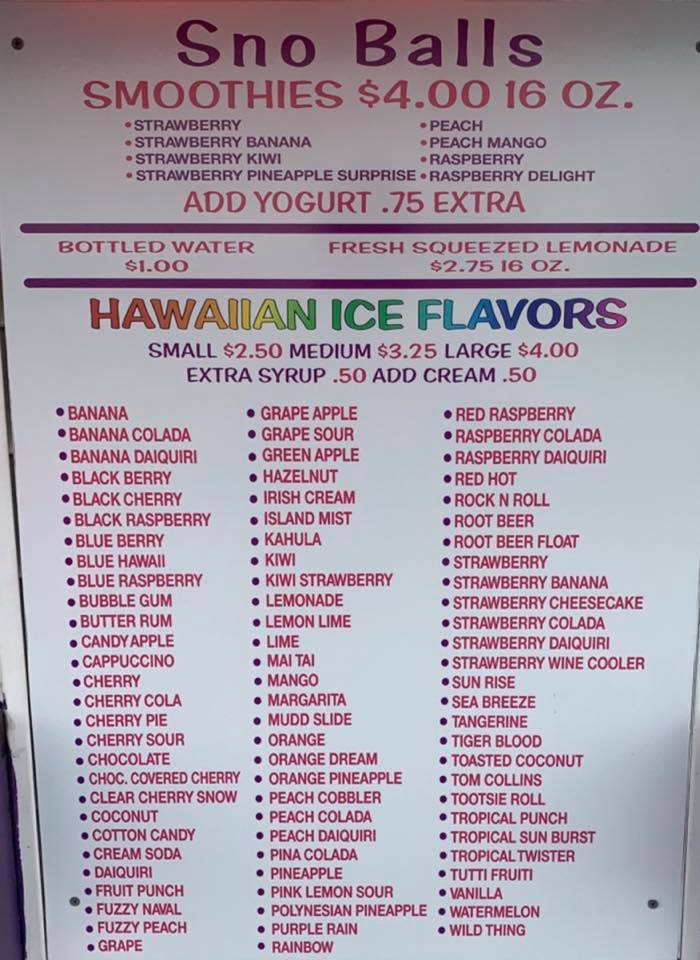 Sno Balls
SMOOTHIES $4.00 16 OZ.
• STRAWBERRY
• STRAWBERRY BANANA
• STRAWBERRY KIWI
• STRAWBERRY PINEAPPLE SURPRISE
• PEACH
• PEACH MANGO
• RASPBERRY
• RASPBERRY DELIGHT
ADD YOGURT .75 EXTRA
BOTTLED WATER
$1.00
FRESH SQUEEZED LEMONADE
$2.75 16 OZ.
HAWAIIAN ICE FLAVORS
SMALL $2.50 MEDIUM $3.25 LARGE $4.00
EXTRA SYRUP .50 ADD CREAM .50
• BANANA
• BANANA COLADA
• BANANA DAIQUIRI
• BLACK BERRY
• BLACK CHERRY
• BLACK RASPBERRY
• BLUE BERRY
• BLUE HAWAII
• BLUE RASPBERRY
• BUBBLE GUM
• BUTTER RUM
• CANDY APPLE
• CAPPUCCINO
• CHERRY
• CHERRY COLA
• CHERRY PIE
• CHERRY SOUR
• CHOCOLATE
• CHOC. COVERED CHERRY
• CLEAR CHERRY SNOW
• COCONUT
• COTTON CANDY
• CREAM SODA
• DAIQUIRI
• FRUIT PUNCH
• FUZZY NAVAL
• FUZZY PEACH
• GRAPE
• GRAPE APPLE
• GRAPE SOUR
• GREEN APPLE
• HAZELNUT
• IRISH CREAM
• ISLAND MIST
• KAHULA
• KIWI
• KIWI STRAWBERRY
• LEMONADE
• LEMON LIME
• LIME
• MAI TAI
• MANGO
• MARGARITA
• MUDD SLIDE
• ORANGE
• ORANGE DREAM
• ORANGE PINEAPPLE
• PEACH COBBLER
• PEACH COLADA
• PEACH DAIQUIRI
• PINA COLADA
• PINEAPPLE
• PINK LEMON SOUR
• POLYNESIAN PINEAPPLE
• PURPLE RAIN
• RAINBOW
• RED RASPBERRY
• RASPBERRY COLADA
• RASPBERRY DAIQUIRI
• RED HOT
• ROCK N ROLL
• ROOT BEER
• ROOT BEER FLOAT
• STRAWBERRY
• STRAWBERRY BANANA
• STRAWBERRY CHEESECAKE
• STRAWBERRY COLADA
• STRAWBERRY DAIQUIRI
• STRAWBERRY WINE COOLER
• SUN RISE
• SEA BREEZE
• TANGERINE
• TIGER BLOOD
• TOASTED COCONUT
• TOM COLLINS
• TOOTSIE ROLL
• TROPICAL PUNCH
• TROPICAL SUN BURST
• TROPICAL TWISTER
• TUTTI FRUITI
• VANILLA
• WATERMELON
• WILD THING